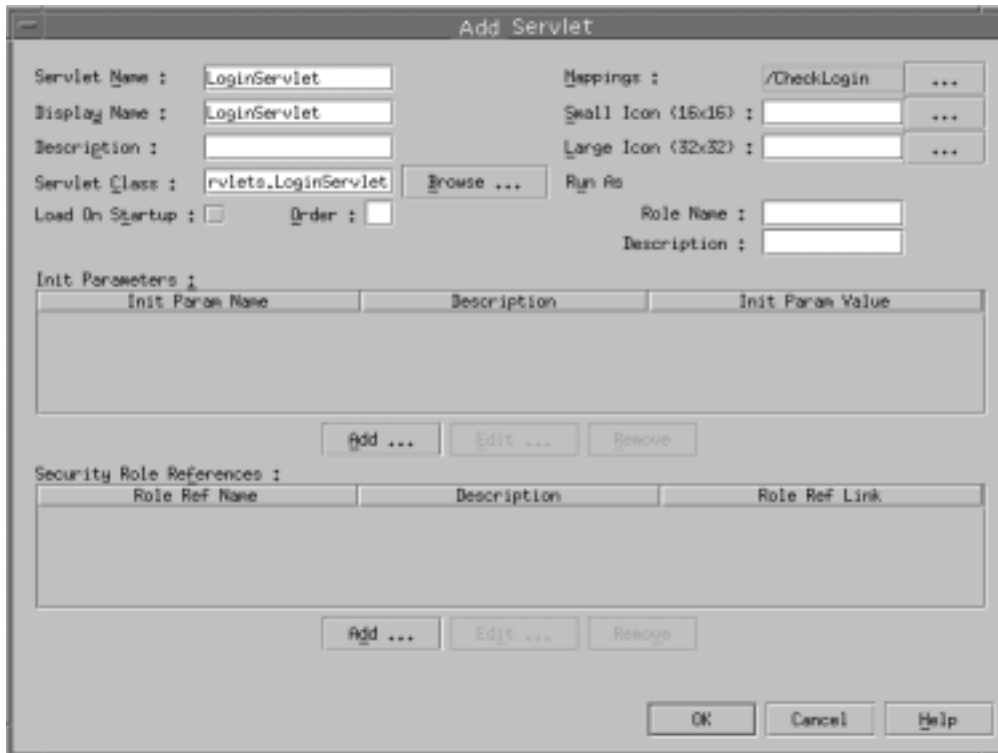 Add Servlet
Servlet Name : LoginServlet Mappings : /CheckLogin ...
Display Name : LoginServlet Small Icon (16x16) : ...
Description : Large Icon (32x32) : ...
Servlet Class : rvlets.LoginServlet Browse ... Run As
Load On Startup : Order : Role Name :
Description :
Init Parameters :
Init Param Name Description Init Param Value
Add ... Edit ... Remove
Security Role References :
Role Ref Name Description Role Ref Link
Add ... Edit ... Remove
OK Cancel Help